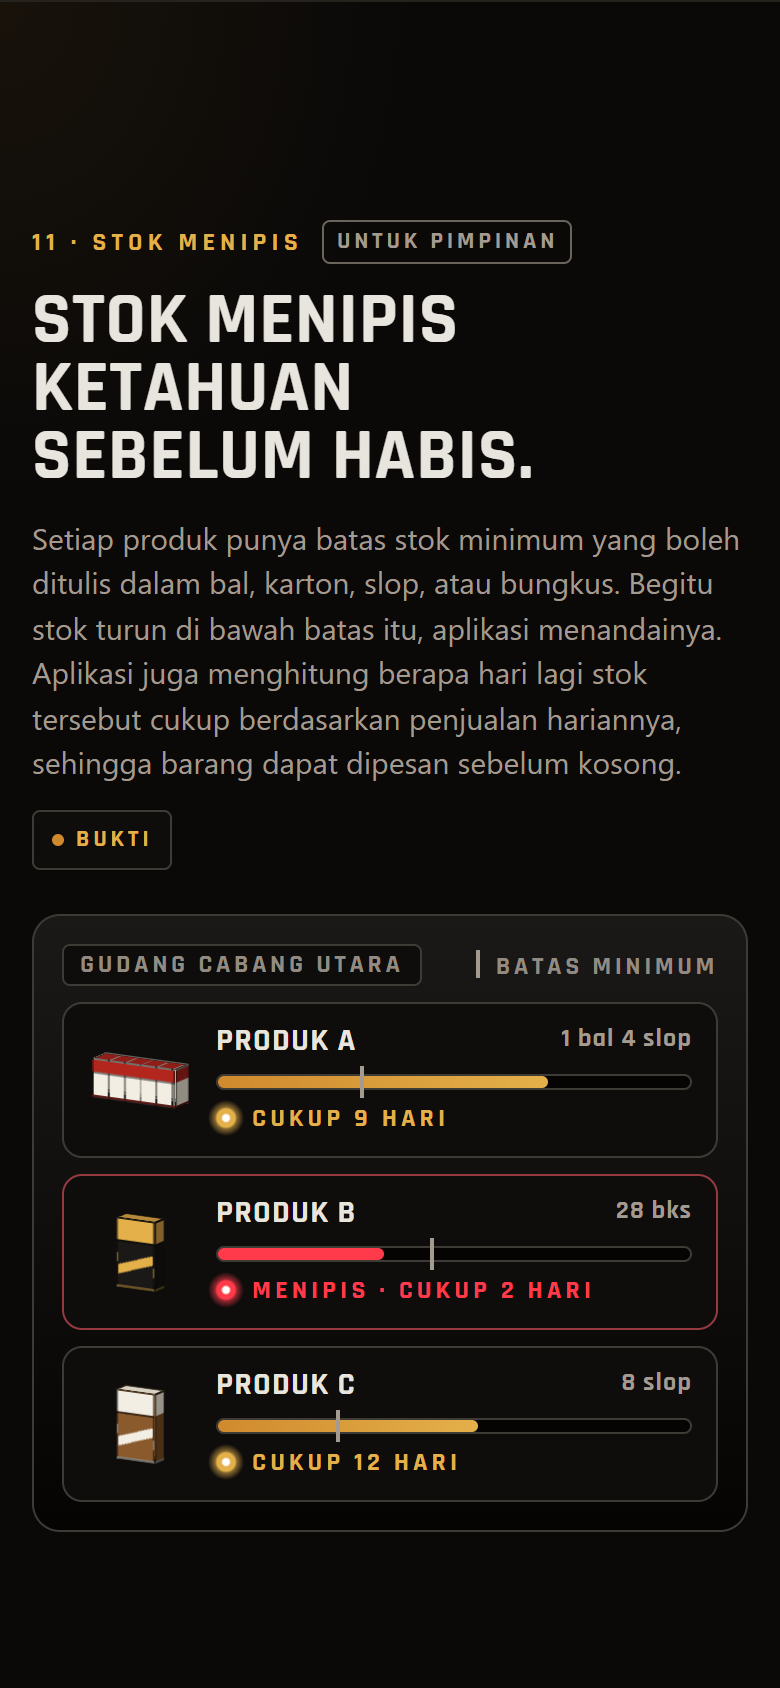 11 · STOK MENIPIS
UNTUK PIMPINAN
STOK MENIPIS
KETAHUAN
SEBELUM HABIS.
Setiap produk punya batas stok minimum yang boleh
ditulis dalam bal, karton, slop, atau bungkus. Begitu
stok turun di bawah batas itu, aplikasi menandainya.
Aplikasi juga menghitung berapa hari lagi stok
tersebut cukup berdasarkan penjualan hariannya,
sehingga barang dapat dipesan sebelum kosong.
BUKTI
GUDANG CABANG UTARA
BATAS MINIMUM
PRODUK A
1 bal 4 slop
CUKUP 9 HARI
PRODUK B
28 bks
MENIPIS · CUKUP 2 HARI
PRODUK C
8 slop
CUKUP 12 HARI